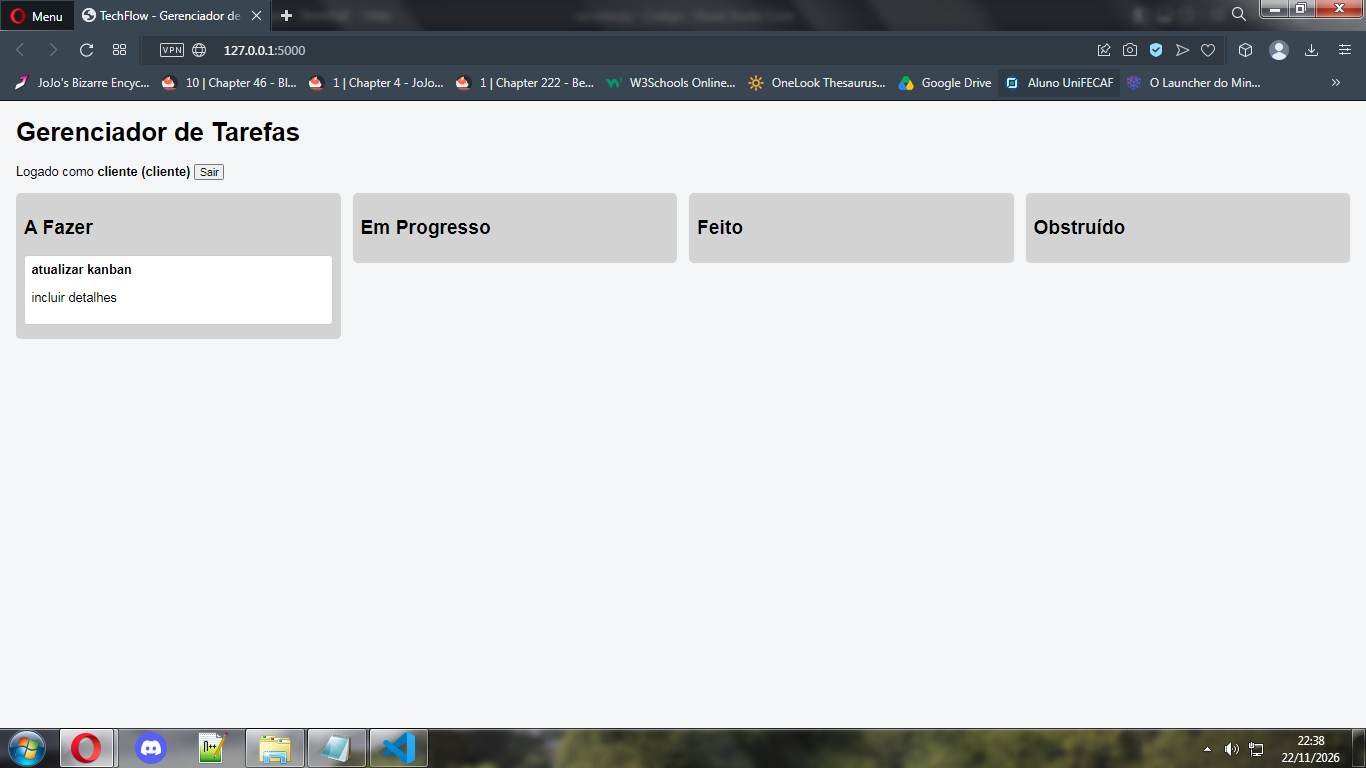 Menu
TechFlow - Gerenciador de
VPN
127.0.0.1:5000
JoJo's Bizarre Encyc...
10 | Chapter 46 - Bl...
1 | Chapter 4 - JoJo...
1 | Chapter 222 - Be...
W3Schools Online...
OneLook Thesaurus...
Google Drive
Aluno UniFECAF
O Launcher do Min...
Gerenciador de Tarefas
Logado como cliente (cliente) Sair
A Fazer
atualizar kanban
incluir detalhes
Em Progresso
Feito
Obstruído
22:38
22/11/2026